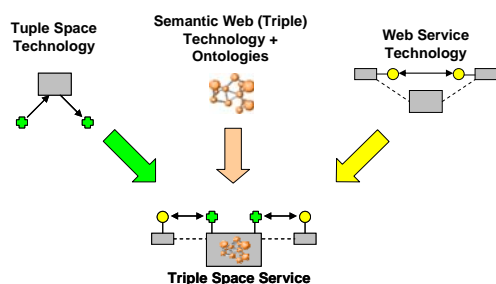 Tuple Space
Technology
Semantic Web (Triple)
Technology +
Ontologies
Web Service
Technology
Triple Space Service